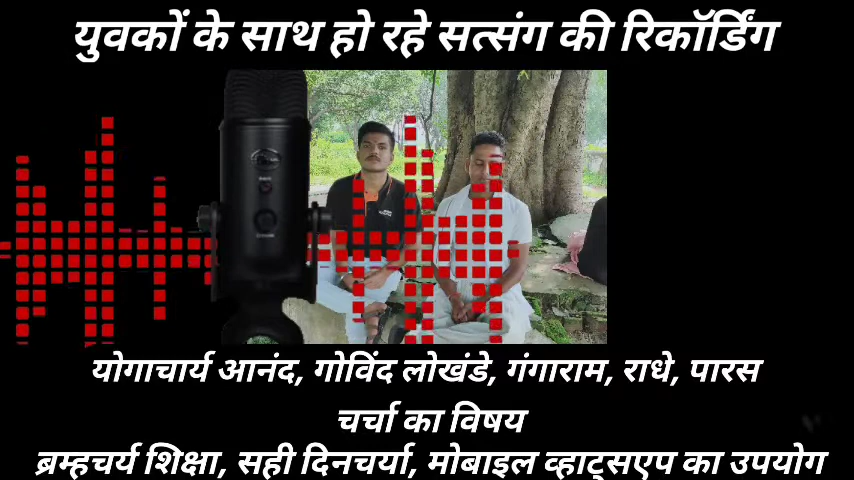 युवकों के साथ हो रहे सत्संग की रिकॉर्डिंग
योगाचार्य आनंद, गोविंद लोखंडे, गंगाराम, राधे, पारस
चर्चा का विषय
ब्रम्हचर्य शिक्षा, सही दिनचर्या, मोबाइल व्हाट्सएप का उपयोग